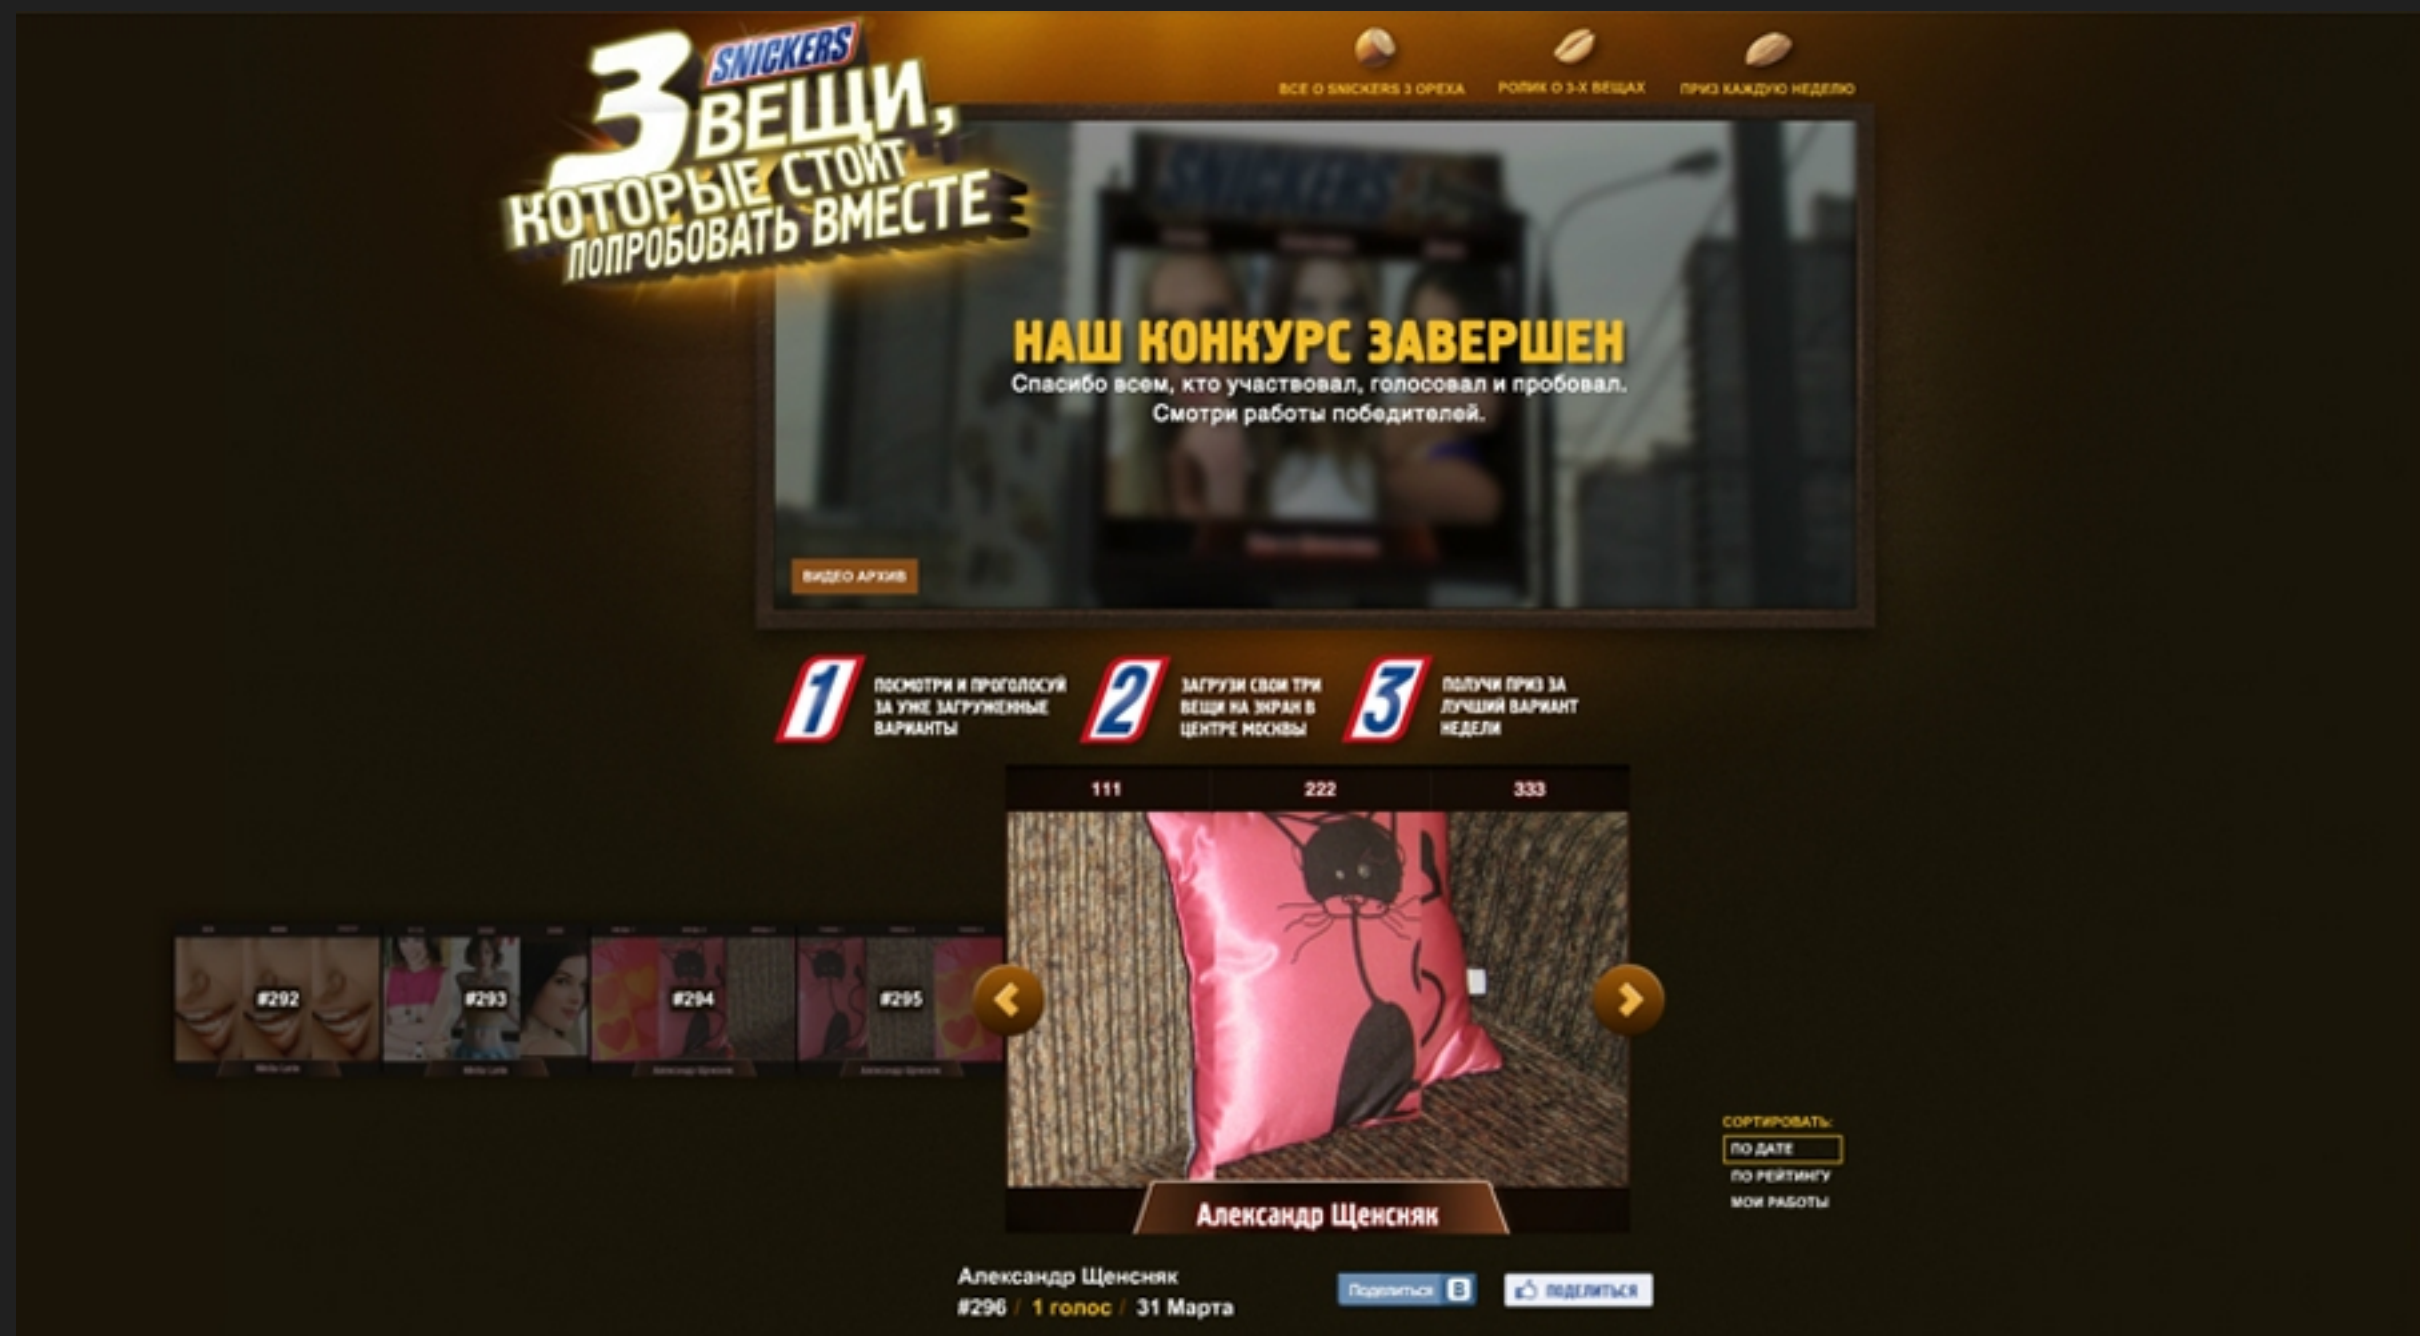 3 SNICKERS
ВЕЩИ,
КОТОРЫЕ СТОИТ
ПОПРОБОВАТЬ ВМЕСТЕ
ВСЕ О SNICKERS 3 ОРЕХА
РОЛИК О 3-Х ВЕЩАХ
ПРИЗ КАЖДУЮ НЕДЕЛЮ
SNICKERS
НАШ КОНКУРС ЗАВЕРШЕН
Спасибо всем, кто участвовал, голосовал и пробовал.
Смотри работы победителей.
ВИДЕО АРХИВ
1
ПОСМОТРИ И ПРОГОЛОСУЙ
ЗА УЖЕ ЗАГРУЖЕННЫЕ
ВАРИАНТЫ
2
ЗАГРУЗИ СВОИ ТРИ
ВЕЩИ НА ЭКРАН В
ЦЕНТРЕ МОСКВЫ
3
ПОЛУЧИ ПРИЗ ЗА
ЛУЧШИЙ ВАРИАНТ
НЕДЕЛИ
111 222 333
#292 #293 #294 #295
Александр Щенсняк
СОРТИРОВАТЬ:
ПО ДАТЕ
ПО РЕЙТИНГУ
МОИ РАБОТЫ
Александр Щенсняк
#296 / 1 голос / 31 Марта
Поделиться В
ПОДЕЛИТЬСЯ